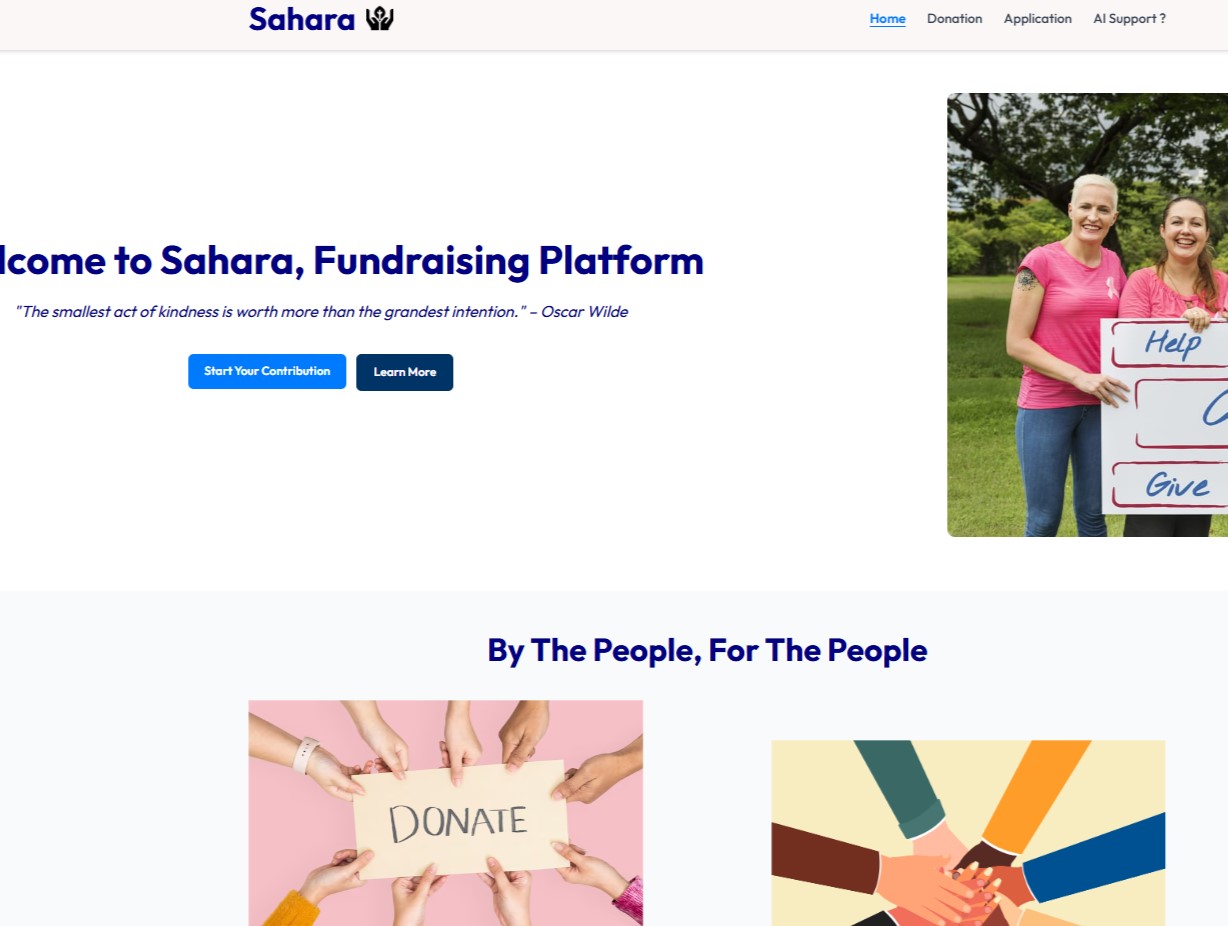 Sahara
Home Donation Application AI Support ?
lcome to Sahara, Fundraising Platform
"The smallest act of kindness is worth more than the grandest intention." – Oscar Wilde
Start Your Contribution Learn More
Help
Give
By The People, For The People
DONATE